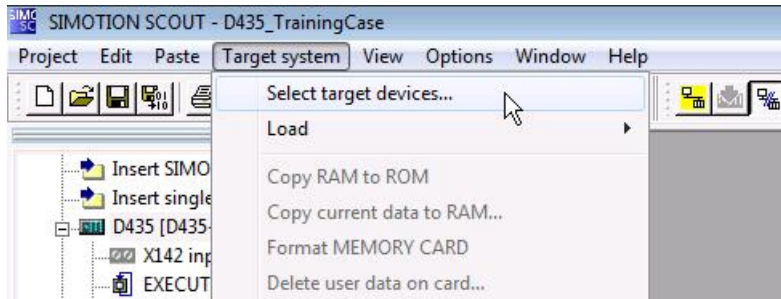 SIMOTION SCOUT - D435_TrainingCase
Project Edit Paste Target system View Options Window Help
Select target devices...
Load
Insert SIMO
Copy RAM to ROM
Insert single
Copy current data to RAM...
D435 [D435-
Format MEMORY CARD
X142 inp
Delete user data on card...
EXECUT